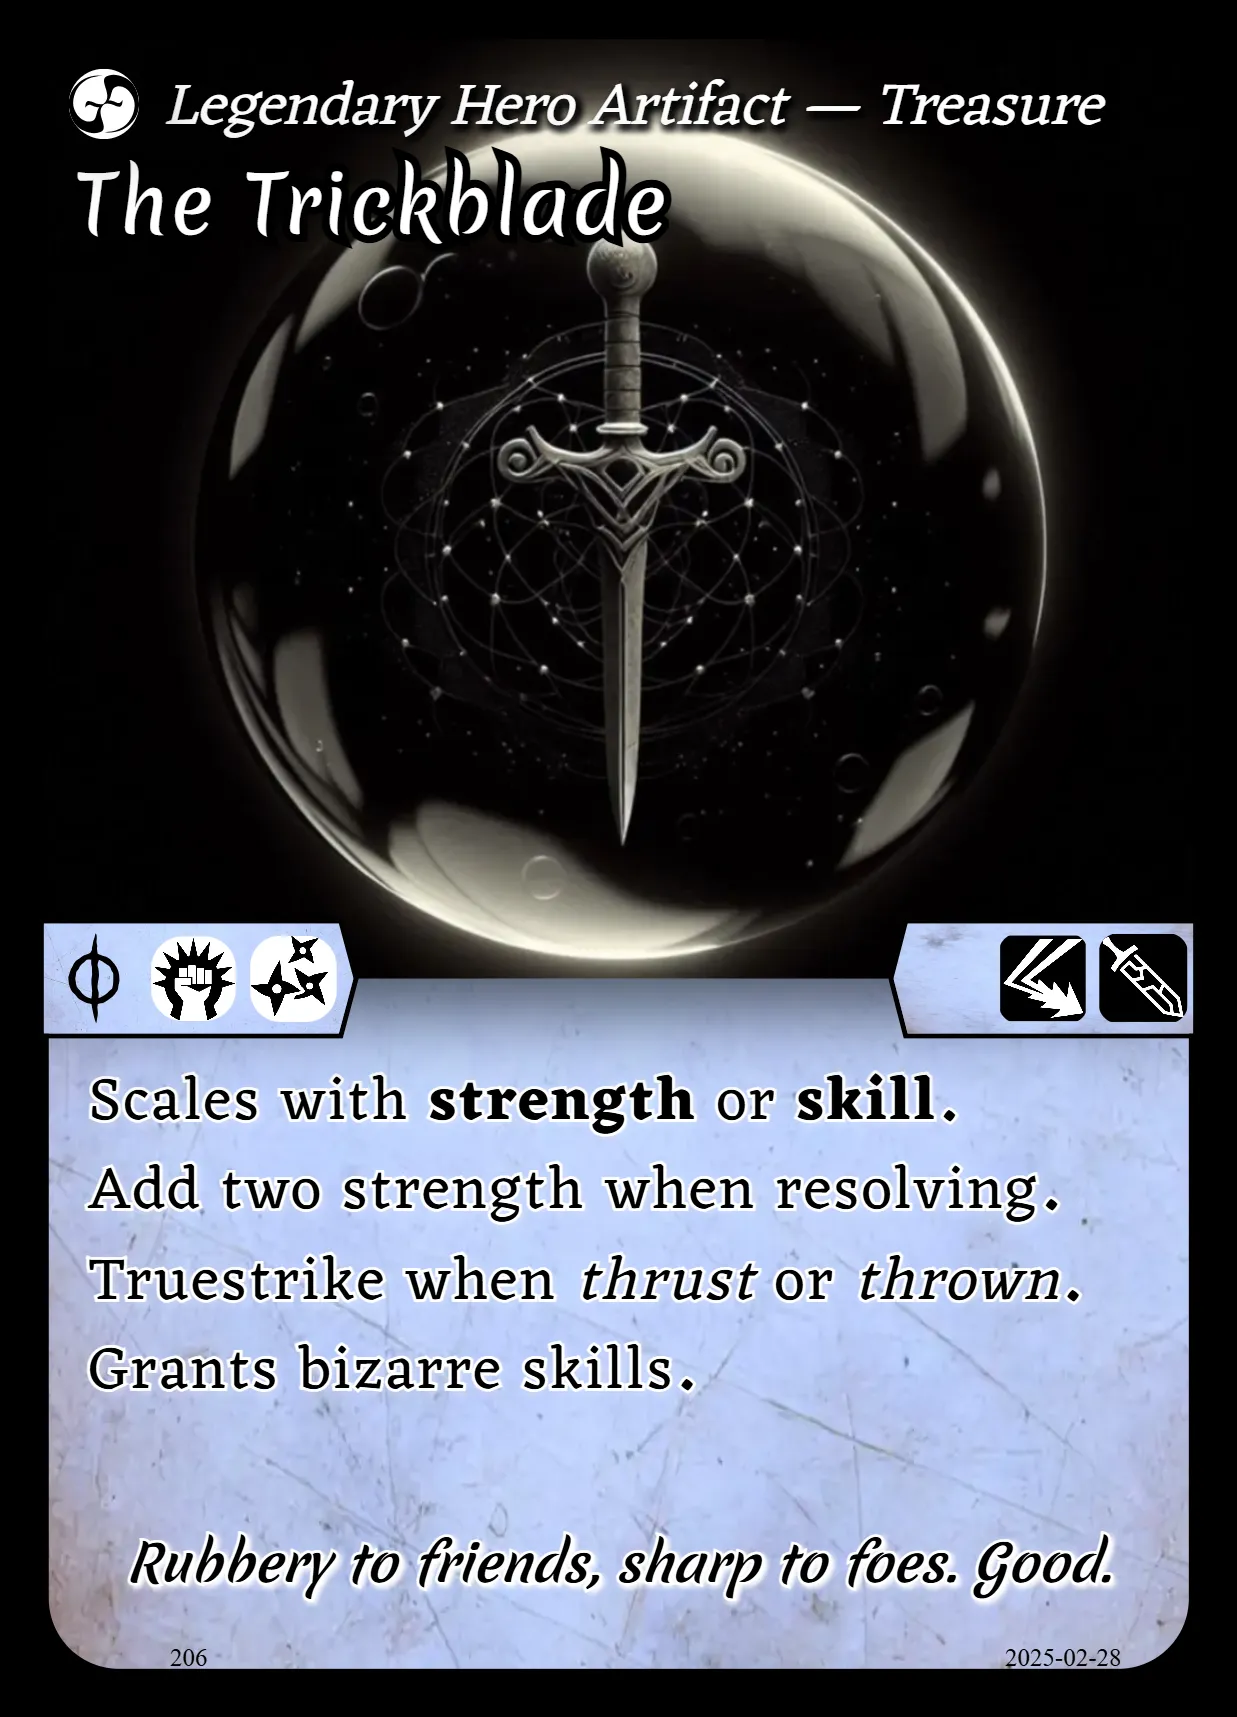 Legendary Hero Artifact — Treasure
The Trickblade
Scales with strength or skill.
Add two strength when resolving.
Truestrike when thrust or thrown.
Grants bizarre skills.
Rubbery to friends, sharp to foes. Good.
206
2025-02-28